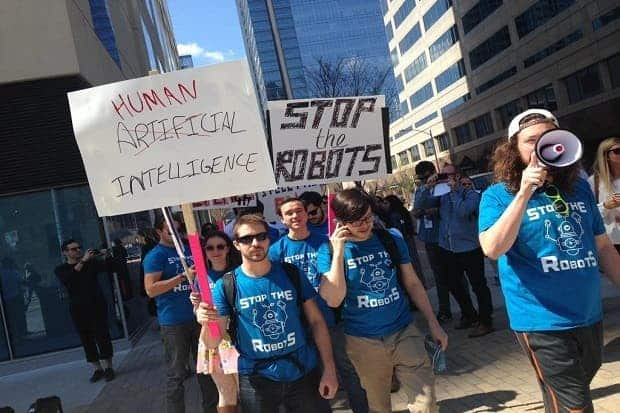 HUMAN
ARTIFICIAL
INTELLIGENCE
STOP
the
ROBOTS
STOP THE
ROBOTS
STOP THE
ROBOTS
STOP THE
ROBOTS